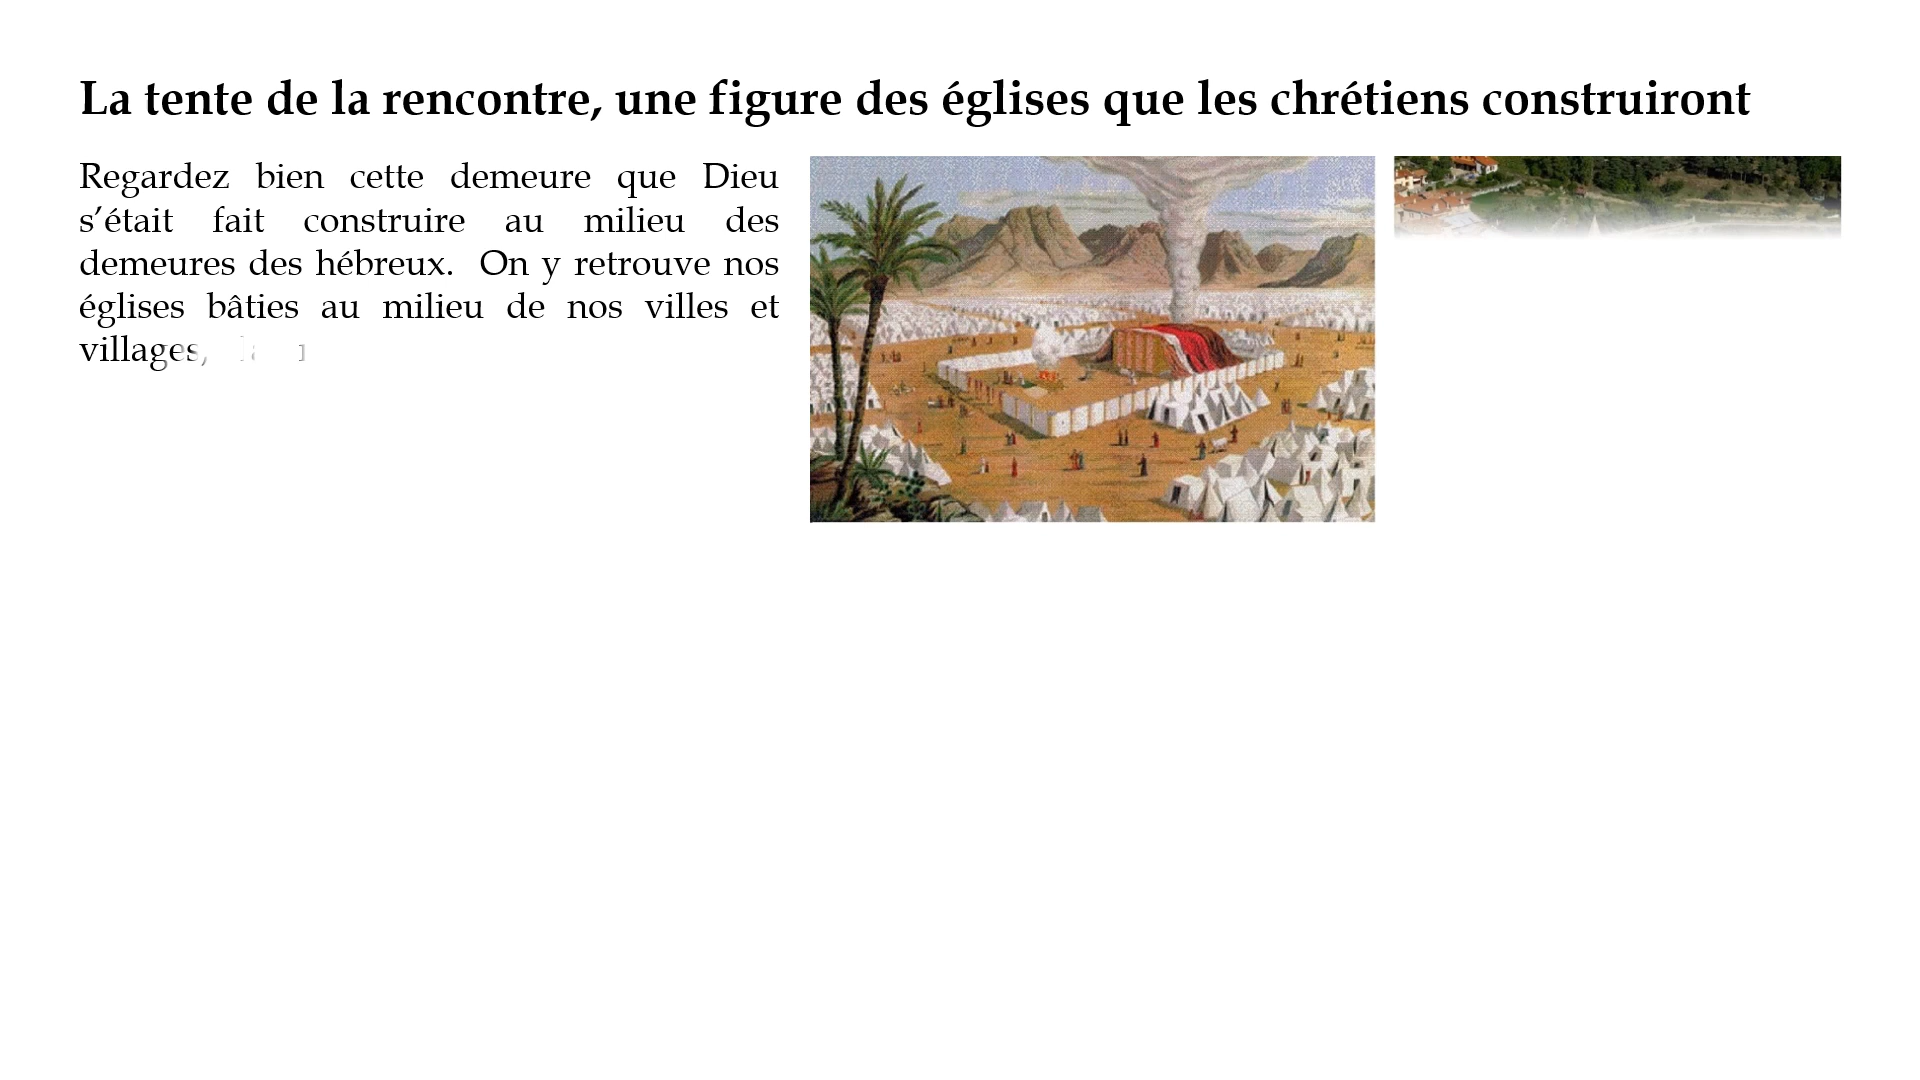 La tente de la rencontre, une figure des églises que les chrétiens construiront
Regardez bien cette demeure que Dieu
s’était fait construire au milieu des
demeures des hébreux.  On y retrouve nos
églises bâties au milieu de nos villes et
villages,